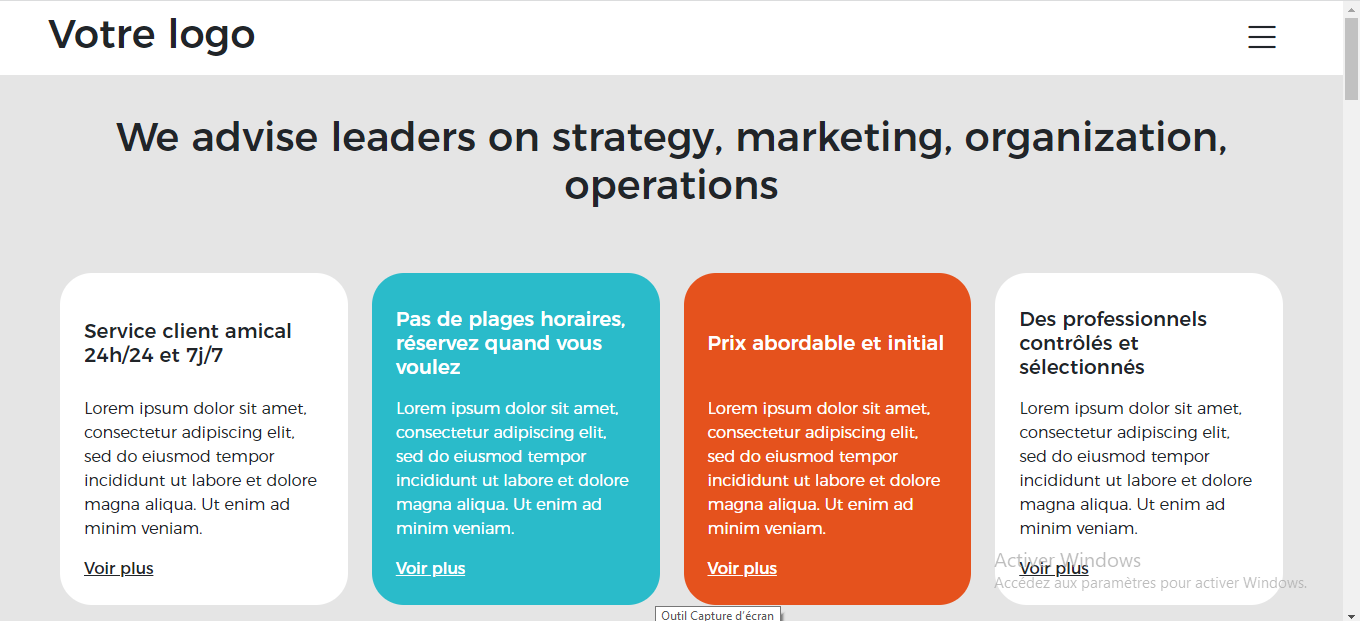 Votre logo
We advise leaders on strategy, marketing, organization,
operations
Service client amical
24h/24 et 7j/7
Lorem ipsum dolor sit amet,
consectetur adipiscing elit,
sed do eiusmod tempor
incididunt ut labore et dolore
magna aliqua. Ut enim ad
minim veniam.
Voir plus
Pas de plages horaires,
réservez quand vous
voulez
Lorem ipsum dolor sit amet,
consectetur adipiscing elit,
sed do eiusmod tempor
incididunt ut labore et dolore
magna aliqua. Ut enim ad
minim veniam.
Voir plus
Prix abordable et initial
Lorem ipsum dolor sit amet,
consectetur adipiscing elit,
sed do eiusmod tempor
incididunt ut labore et dolore
magna aliqua. Ut enim ad
minim veniam.
Voir plus
Des professionnels
contrôlés et
sélectionnés
Lorem ipsum dolor sit amet,
consectetur adipiscing elit,
sed do eiusmod tempor
incididunt ut labore et dolore
magna aliqua. Ut enim ad
minim veniam.
Voir plus
Activer Windows
Accédez aux paramètres pour activer Windows.
Outil Capture d'écran